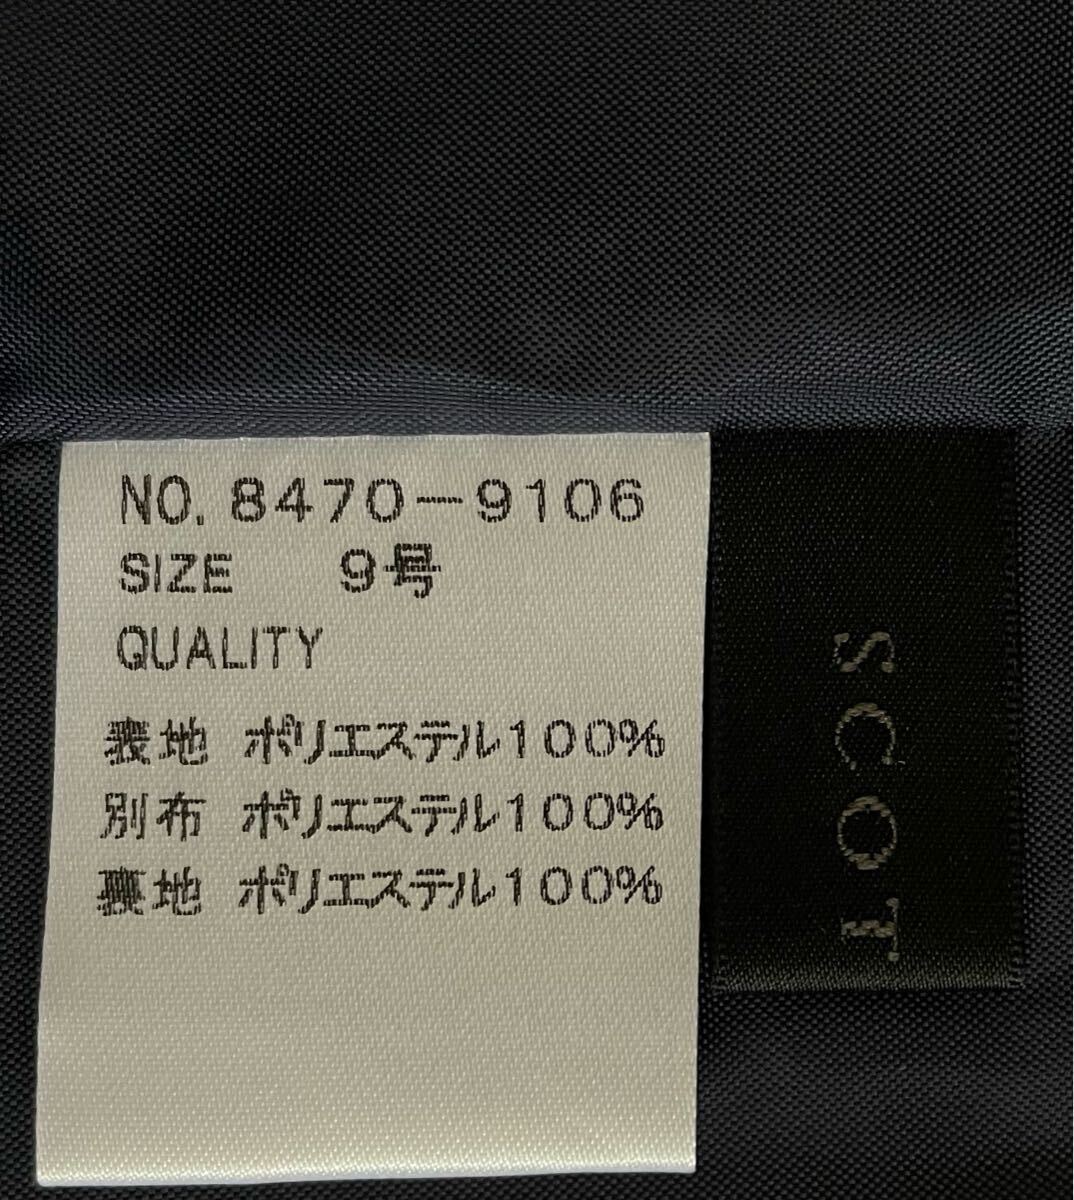 NO. 8470-9106
SIZE 9号
QUALITY
表地 ポリエステル100%
別布 ポリエステル100%
裏地 ポリエステル100%
SCOT